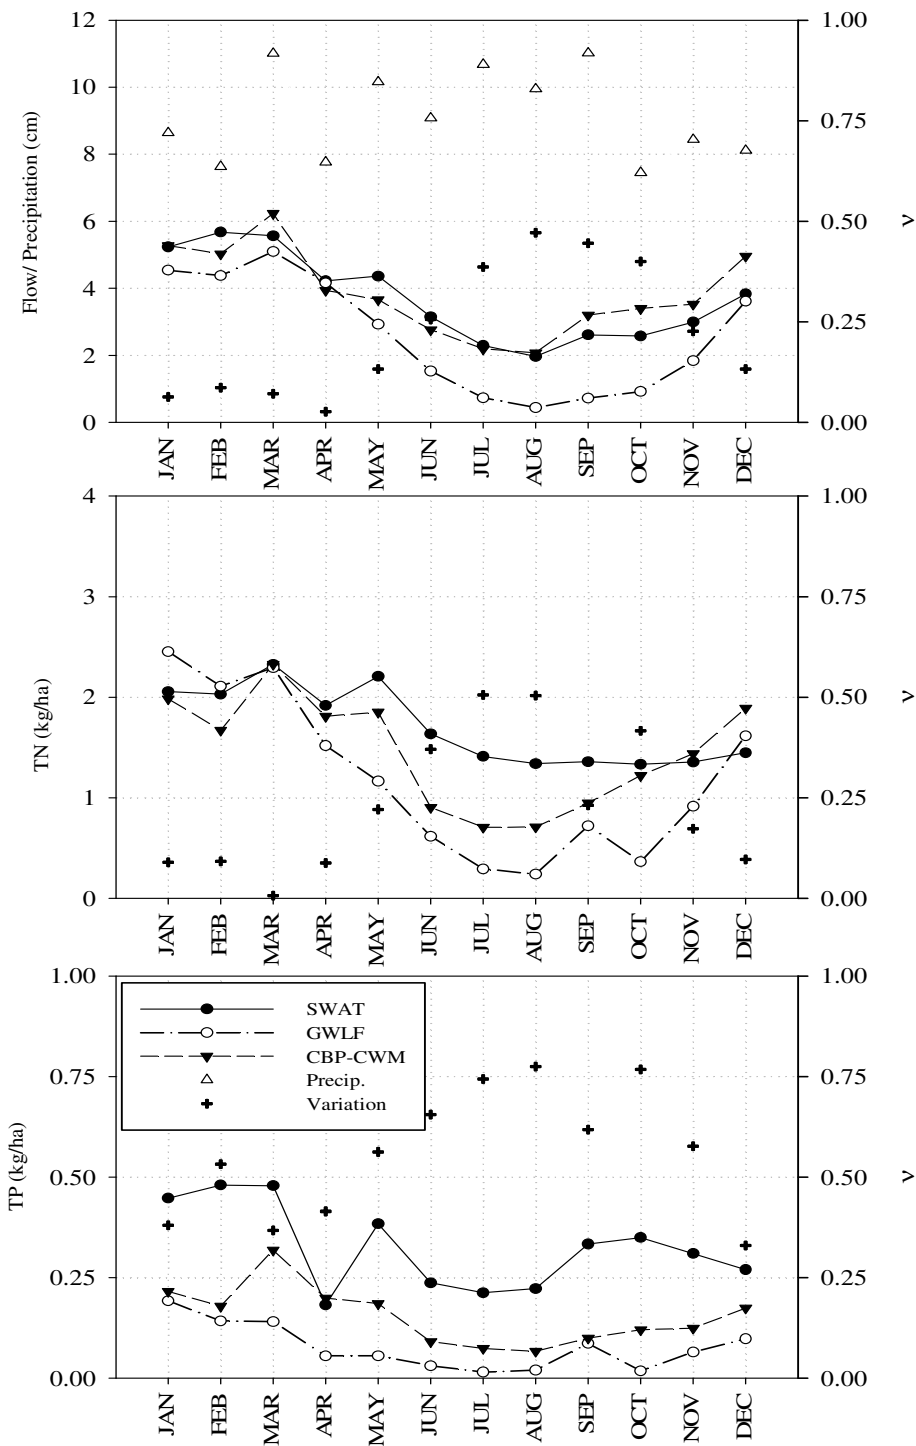 12
10
8
6
4
2
0
Flow/ Precipitation (cm)
1.00
0.75
0.50
0.25
0.00
ν
JAN
FEB
MAR
APR
MAY
JUN
JUL
AUG
SEP
OCT
NOV
DEC
4
3
2
1
0
TN (kg/ha)
1.00
0.75
0.50
0.25
0.00
ν
JAN
FEB
MAR
APR
MAY
JUN
JUL
AUG
SEP
OCT
NOV
DEC
1.00
0.75
0.50
0.25
0.00
TP (kg/ha)
SWAT
GWLF
CBP-CWM
Precip.
Variation
1.00
0.75
0.50
0.25
0.00
ν
JAN
FEB
MAR
APR
MAY
JUN
JUL
AUG
SEP
OCT
NOV
DEC